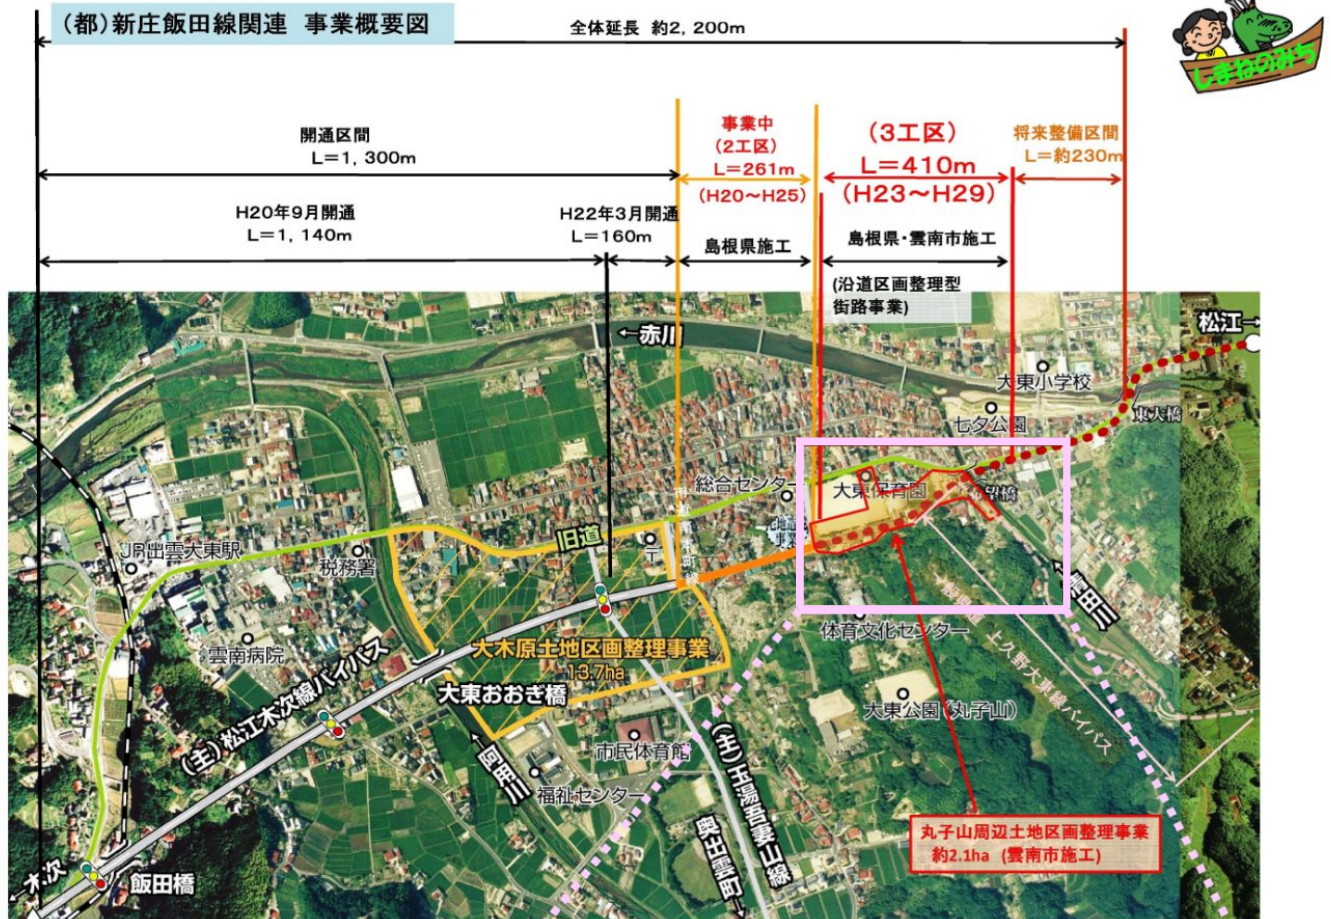 (都)新庄飯田線関連 事業概要図
全体延長 約2,200m
しまねのみち
開通区間
L=1,300m
事業中
(2工区)
L=261m
(H20～H25)
(3工区)
L=410m
(H23～H29)
将来整備区間
L=約230m
H20年9月開通
L=1,140m
H22年3月開通
L=160m
島根県施工
島根県・雲南市施工
(沿道区画整理型
街路事業)
松江→
←赤川
大東小学校
東大橋
七夕公園
総合センター
大東保育園
望橋
旧道
〒
JR出雲大東駅
税務署
雲南病院
大木原土地区画整理事業
13.7ha
大東おおぎ橋
(主)松江木次線バイパス
体育文化センター
上久野大東線バイパス
大東公園(丸子山)
市民体育館
阿用川
福祉センター
(主)玉湯吾妻山線
奥出雲町→
丸子山周辺土地区画整理事業
約2.1ha (雲南市施工)
木次
飯田橋